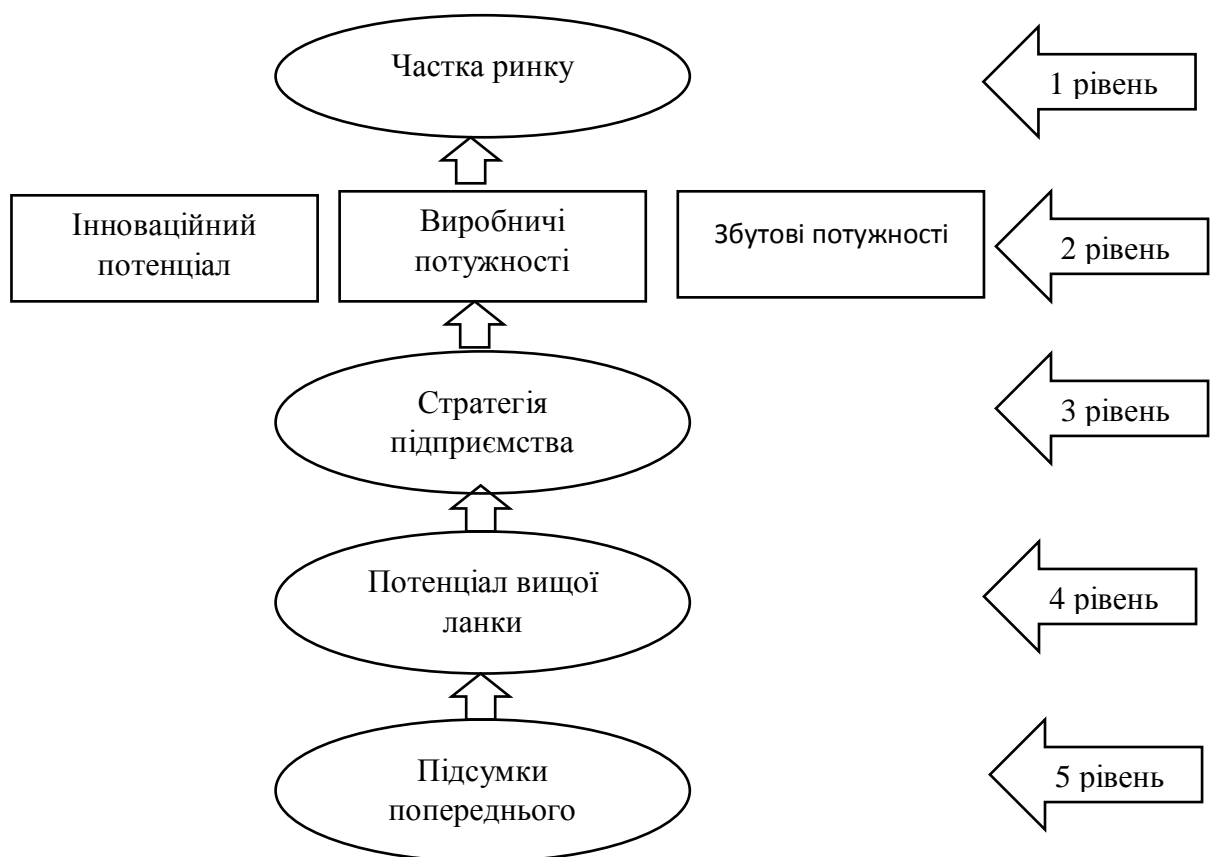 Частка ринку
1 рівень
Інноваційний
потенціал
Виробничі
потужності
Збутові потужності
2 рівень
Стратегія
підприємства
3 рівень
Потенціал вищої
ланки
4 рівень
Підсумки
попереднього
5 рівень